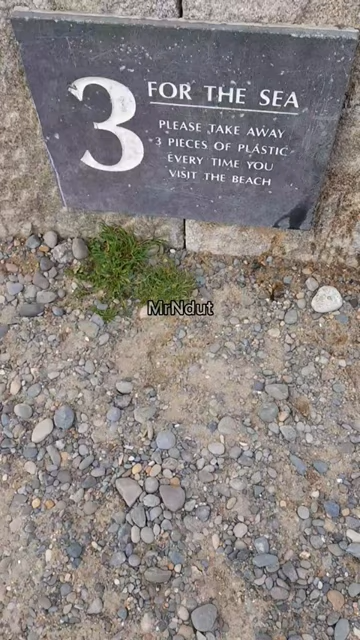 3
FOR THE SEA
PLEASE TAKE AWAY
3 PIECES OF PLASTIC
EVERY TIME YOU
VISIT THE BEACH
MrNdut